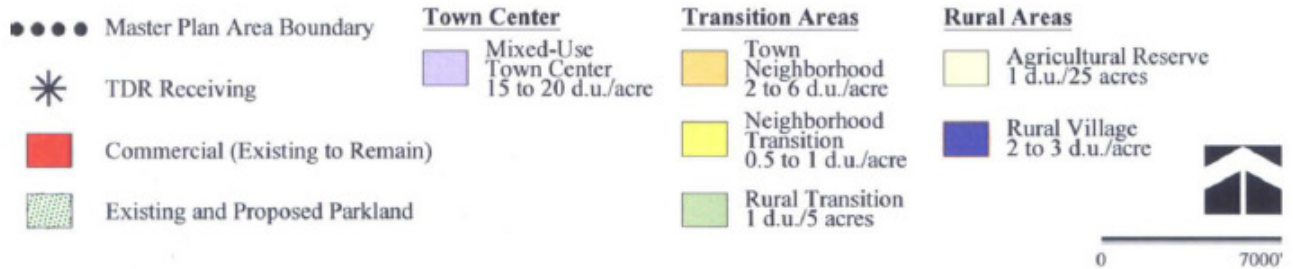 Master Plan Area Boundary
TDR Receiving
Commercial (Existing to Remain)
Existing and Proposed Parkland
Town Center
Mixed-Use
Town Center
15 to 20 d.u./acre
Transition Areas
Town
Neighborhood
2 to 6 d.u./acre
Neighborhood
Transition
0.5 to 1 d.u./acre
Rural Transition
1 d.u./5 acres
Rural Areas
Agricultural Reserve
1 d.u./25 acres
Rural Village
2 to 3 d.u./acre
0 7000'